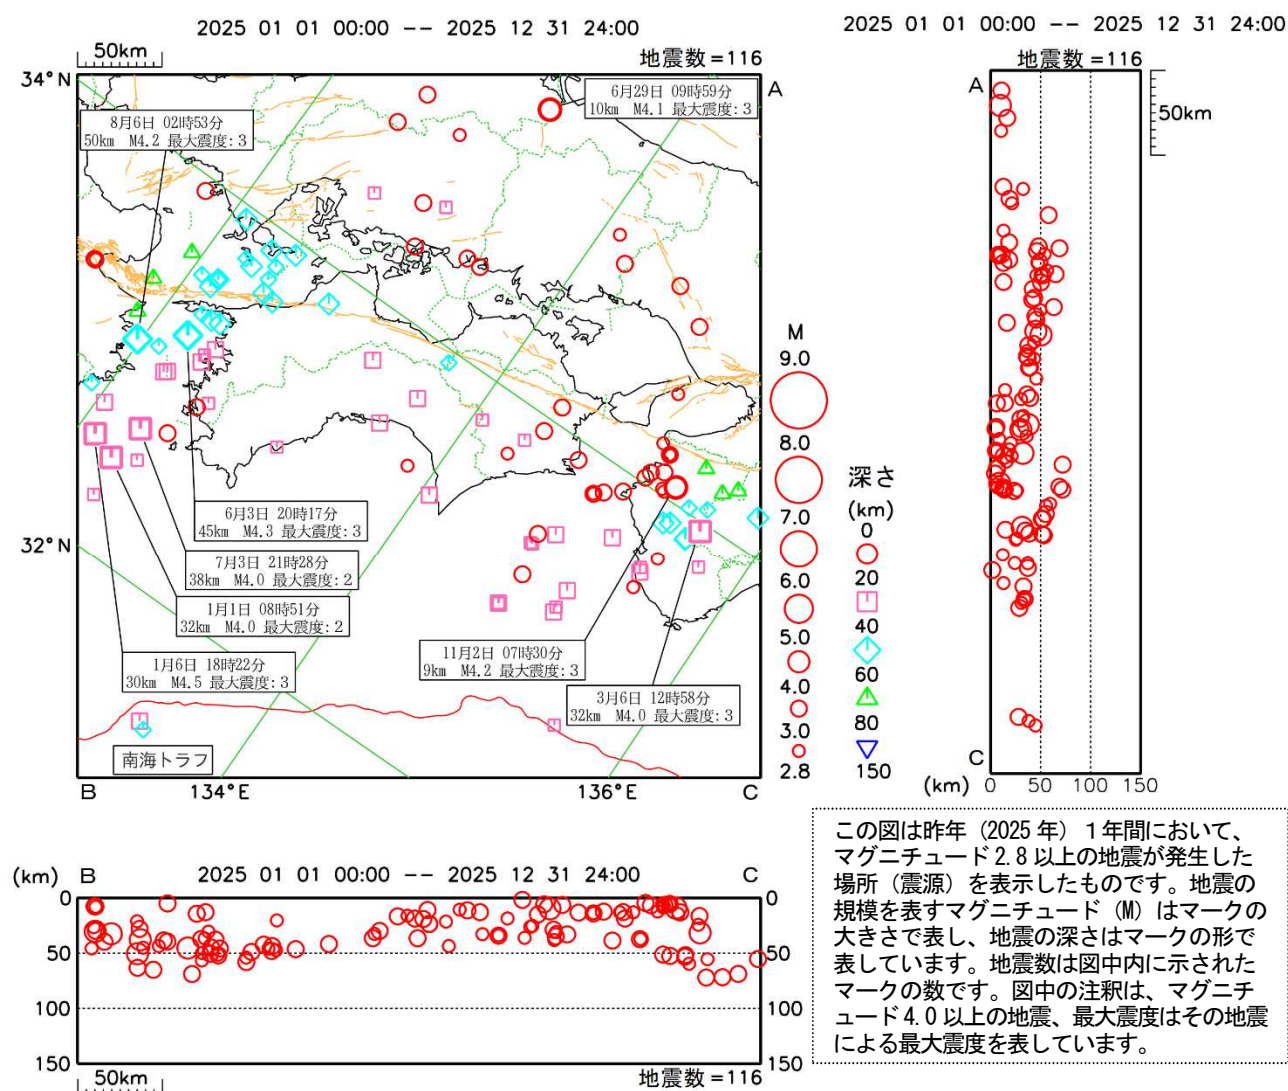 2025 01 01 00:00 -- 2025 12 31 24:00
50km
地震数=116
34°N
A
6月29日 09時59分
10km M4.1 最大震度:3
8月6日 02時53分
50km M4.2 最大震度:3
6月3日 20時17分
45km M4.3 最大震度:3
7月3日 21時28分
38km M4.0 最大震度:2
1月1日 08時51分
32km M4.0 最大震度:2
1月6日 18時22分
30km M4.5 最大震度:3
11月2日 07時30分
9km M4.2 最大震度:3
3月6日 12時58分
32km M4.0 最大震度:3
32°N
南海トラフ
B
134°E
136°E
C
M
9.0
8.0
7.0
6.0
5.0
4.0
3.0
2.8
深さ
(km)
0
20
40
60
80
150
2025 01 01 00:00 -- 2025 12 31 24:00
地震数=116
A
50km
C
(km)
0 50 100 150
(km)
B
2025 01 01 00:00 -- 2025 12 31 24:00
C
(km)
0
0
50
50
100
100
150
150
50km
地震数=116
この図は昨年（2025年）1年間において、
マグニチュード2.8以上の地震が発生した
場所（震源）を表示したものです。地震の
規模を表すマグニチュード（M）はマークの
大きさで表し、地震の深さはマークの形で
表しています。地震数は図中内に示された
マークの数です。図中の注釈は、マグニチ
ュード4.0以上の地震、最大震度はその地震
による最大震度を表しています。